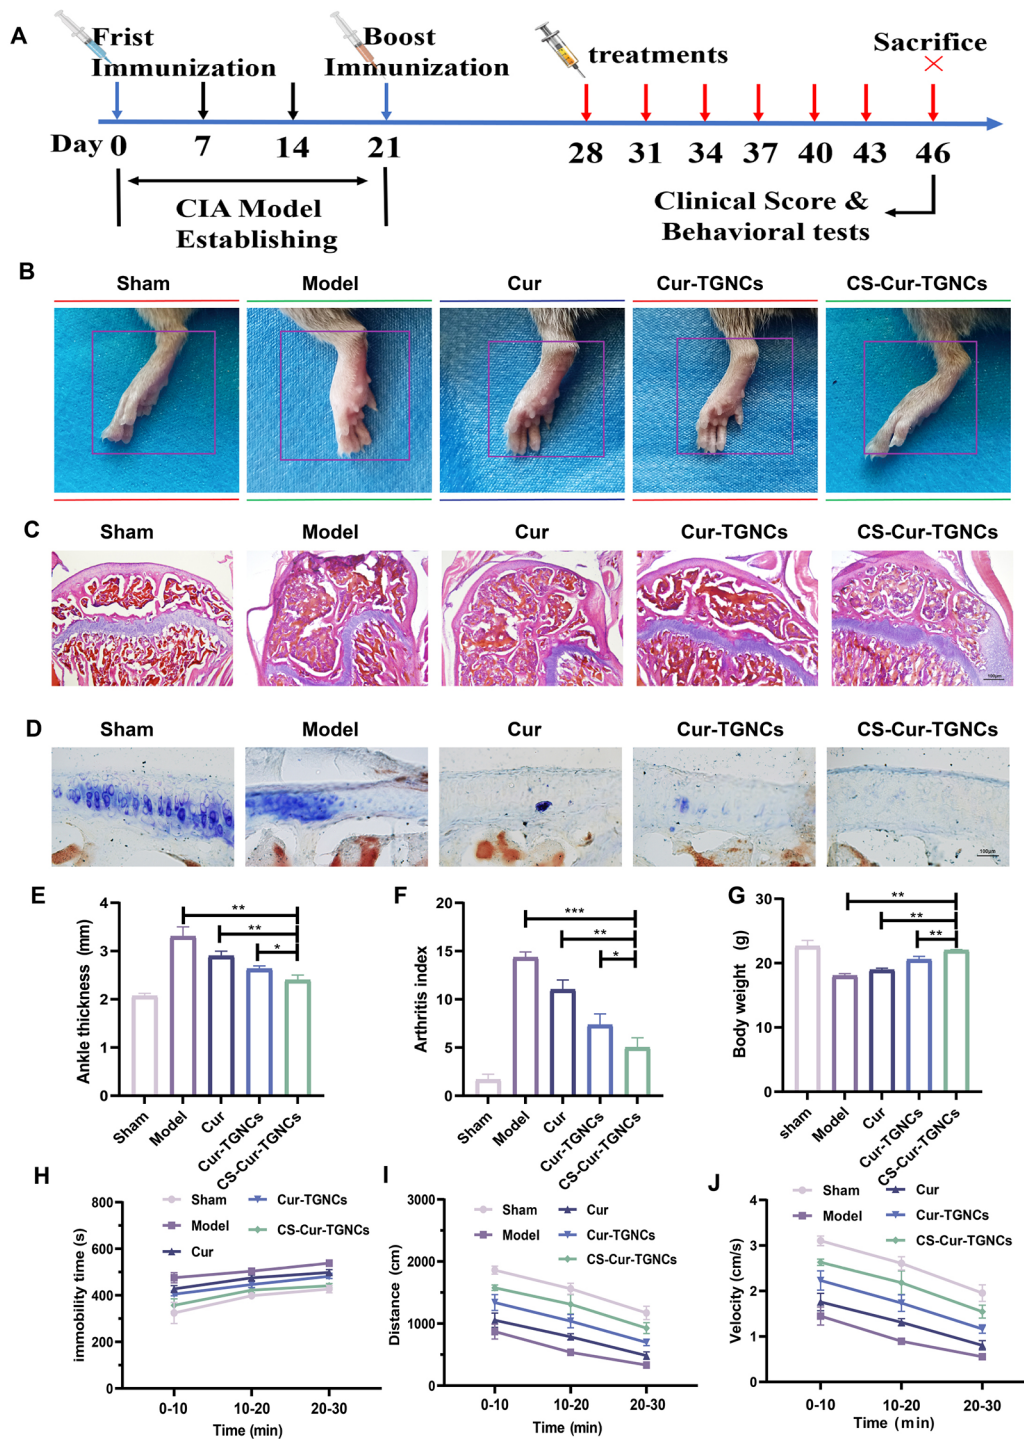 A
Frist
Immunization
Boost
Immunization
treatments
Sacrifice
Day 0 7 14 21 28 31 34 37 40 43 46
CIA Model
Establishing
Clinical Score &
Behavioral tests
B
Sham Model Cur Cur-TGNCs CS-Cur-TGNCs
C
Sham Model Cur Cur-TGNCs CS-Cur-TGNCs
100μm
D
Sham Model Cur Cur-TGNCs CS-Cur-TGNCs
100μm
E
Ankle thickness (mm)
4
3
2
1
0
**
**
*
Sham
Model
Cur
Cur-TGNCs
CS-Cur-TGNCs
F
Arthritis index
20
15
10
5
0
***
**
*
Sham
Model
Cur
Cur-TGNCs
CS-Cur-TGNCs
G
Body weight (g)
30
20
10
0
**
**
**
sham
Model
Cur
Cur-TGNCs
CS-Cur-TGNCs
H
immobility time (s)
800
600
400
200
0
Sham
Model
Cur
Cur-TGNCs
CS-Cur-TGNCs
0-10 10-20 20-30
Time (min)
I
Distance (cm)
3000
2000
1000
0
Sham
Model
Cur
Cur-TGNCs
CS-Cur-TGNCs
0-10 10-20 20-30
Time (min)
J
Velocity (cm/s)
4
3
2
1
0
Sham
Model
Cur
Cur-TGNCs
CS-Cur-TGNCs
0-10 10-20 20-30
Time (min)